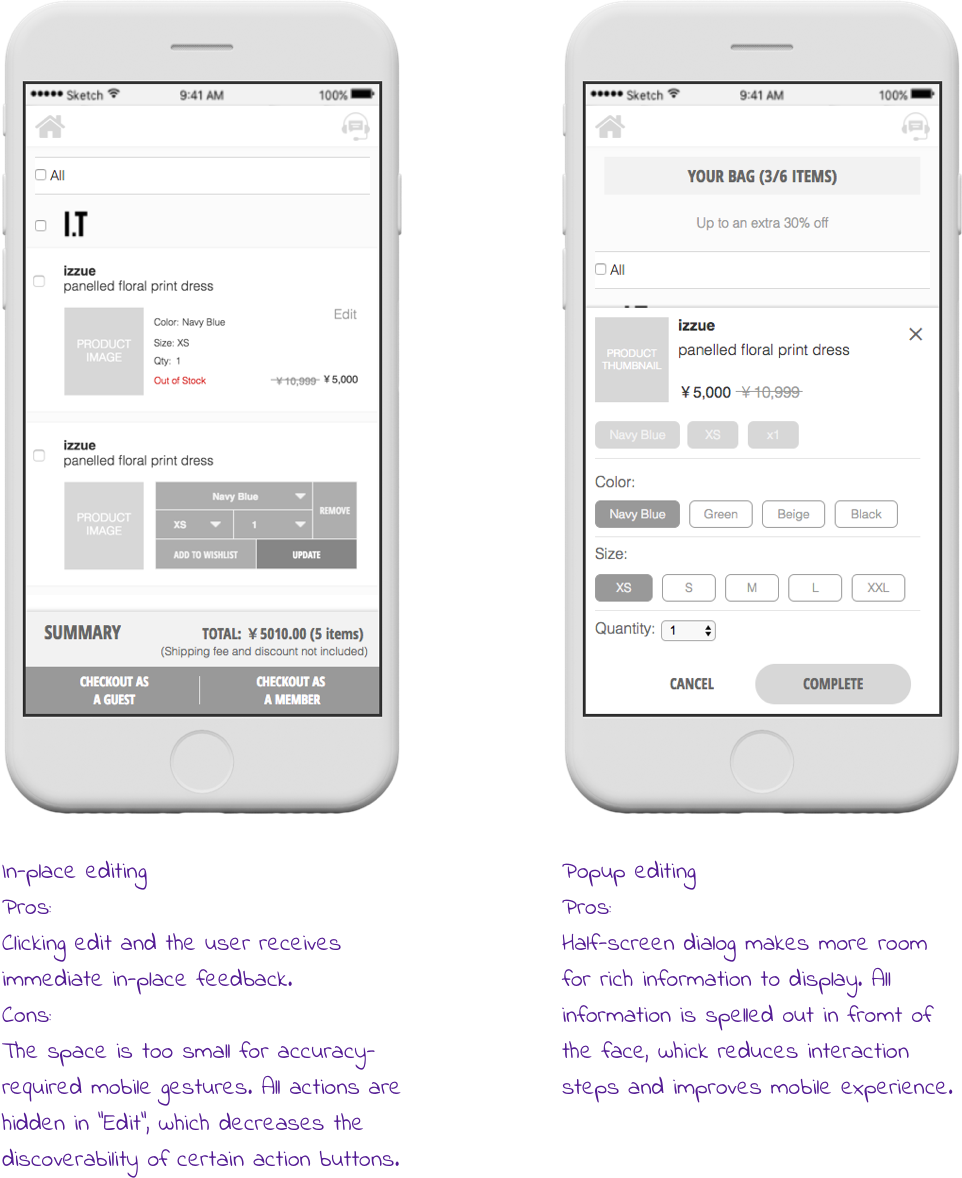 Sketch 9:41 AM 100%
All
I.T
izzue
panelled floral print dress
Edit
PRODUCT
IMAGE
Color: Navy Blue
Size: XS
Qty: 1
Out of Stock ¥10,999 ¥5,000
izzue
panelled floral print dress
PRODUCT
IMAGE
Navy Blue
REMOVE
XS 1
ADD TO WISHLIST UPDATE
SUMMARY TOTAL: ¥5010.00 (5 items)
(Shipping fee and discount not included)
CHECKOUT AS
A GUEST
CHECKOUT AS
A MEMBER
Sketch 9:41 AM 100%
YOUR BAG (3/6 ITEMS)
Up to an extra 30% off
All
izzue
panelled floral print dress
PRODUCT
THUMBNAIL
¥5,000 ¥10,999
Navy Blue XS x1
Color:
Navy Blue Green Beige Black
Size:
XS S M L XXL
Quantity: 1
CANCEL COMPLETE
In-place editing
Pros:
Clicking edit and the user receives
immediate in-place feedback.
Cons:
The space is too small for accuracy-
required mobile gestures. All actions are
hidden in "Edit", which decreases the
discoverability of certain action buttons.
Popup editing
Pros:
Half-screen dialog makes more room
for rich information to display. All
information is spelled out in fromt of
the face, whick reduces interaction
steps and improves mobile experience.